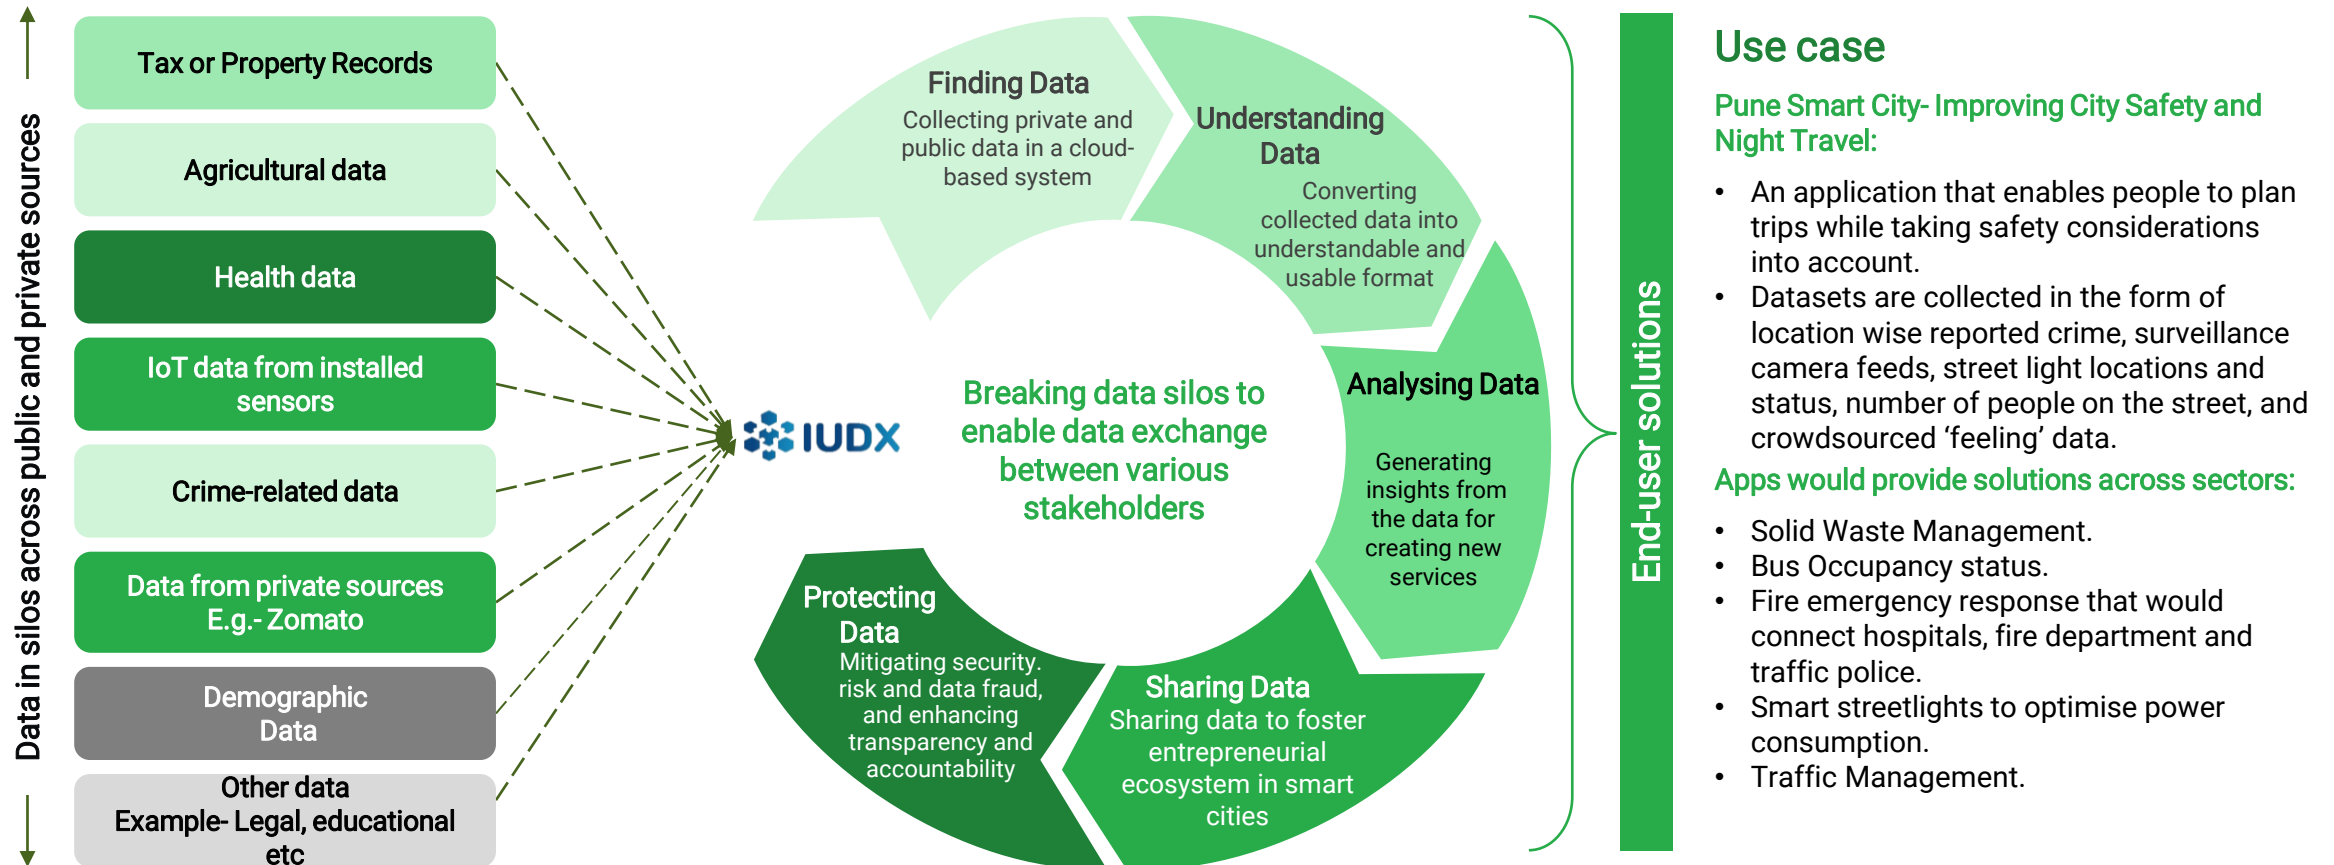 Data in silos across public and private sources
Tax or Property Records
Agricultural data
Health data
IoT data from installed
sensors
Crime-related data
Data from private sources
E.g.- Zomato
Demographic
Data
Other data
Example- Legal, educational
etc
IUDX
Finding Data
Collecting private and
public data in a cloud-
based system
Understanding
Data
Converting
collected data into
understandable and
usable format
Analysing Data
Generating
insights from
the data for
creating new
services
Sharing Data
Sharing data to foster
entrepreneurial
ecosystem in smart
cities
Protecting
Data
Mitigating security.
risk and data fraud,
and enhancing
transparency and
accountability
Breaking data silos to
enable data exchange
between various
stakeholders
End-user solutions
Use case
Pune Smart City- Improving City Safety and
Night Travel:
• An application that enables people to plan
trips while taking safety considerations
into account.
• Datasets are collected in the form of
location wise reported crime, surveillance
camera feeds, street light locations and
status, number of people on the street, and
crowdsourced ‘feeling’ data.
Apps would provide solutions across sectors:
• Solid Waste Management.
• Bus Occupancy status.
• Fire emergency response that would
connect hospitals, fire department and
traffic police.
• Smart streetlights to optimise power
consumption.
• Traffic Management.